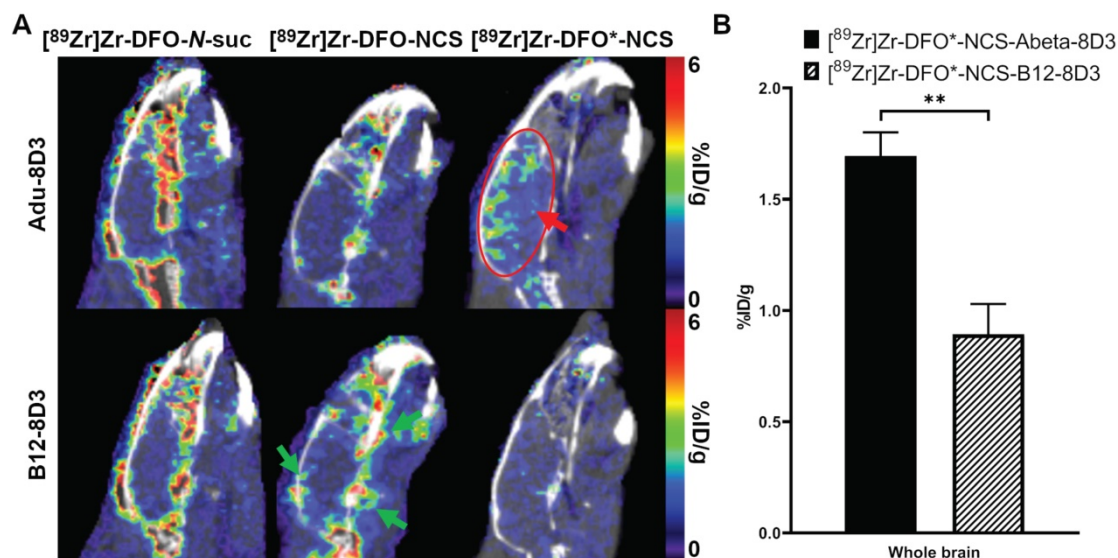 A
[⁸⁹Zr]Zr-DFO-N-suc [⁸⁹Zr]Zr-DFO-NCS [⁸⁹Zr]Zr-DFO*-NCS
Adu-8D3
6
%ID/g
0
B12-8D3
6
%ID/g
0
B
[⁸⁹Zr]Zr-DFO*-NCS-Abeta-8D3
[⁸⁹Zr]Zr-DFO*-NCS-B12-8D3
**
%ID/g
2.0
1.5
1.0
0.5
0.0
Whole brain